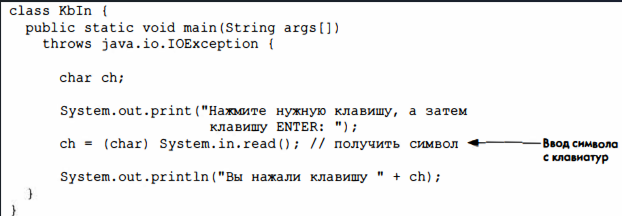 class KbIn {
public static void main(String args[])
throws java.io.IOException {
char ch;
System.out.print("Нажмите нужную клавишу, а затем
клавишу ENTER: ");
ch = (char) System.in.read(); // получить символ
Ввод символа
с клавиатур
System.out.println("Вы нажали клавишу " + ch);
}
}